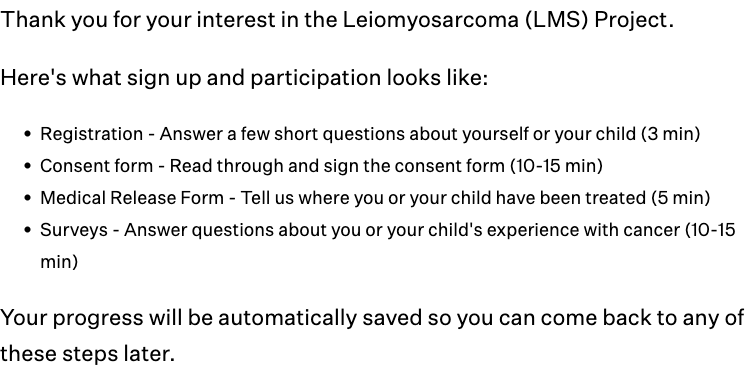 Thank you for your interest in the Leiomyosarcoma (LMS) Project.
Here's what sign up and participation looks like:
• Registration - Answer a few short questions about yourself or your child (3 min)
• Consent form - Read through and sign the consent form (10-15 min)
• Medical Release Form - Tell us where you or your child have been treated (5 min)
• Surveys - Answer questions about you or your child's experience with cancer (10-15
min)
Your progress will be automatically saved so you can come back to any of
these steps later.